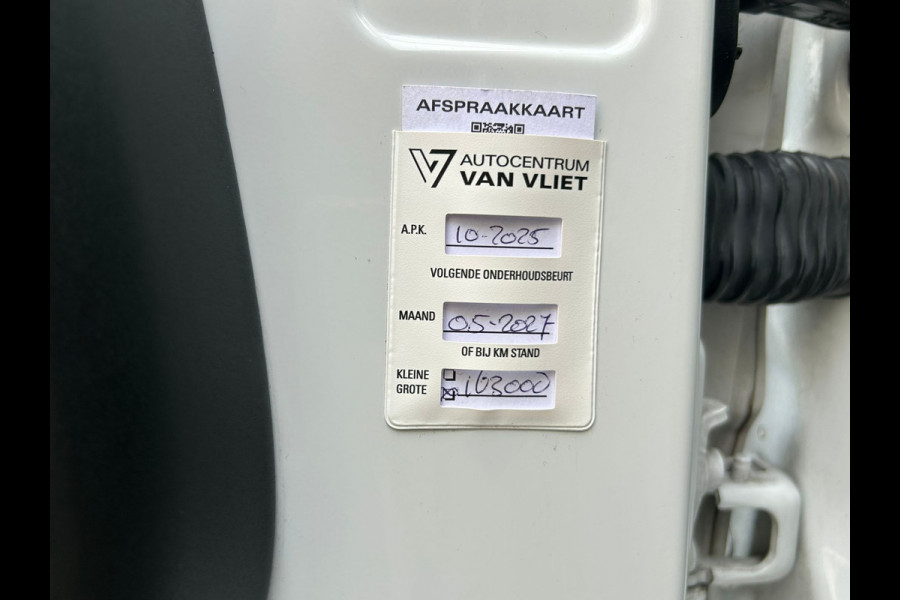 AFSPRAAKKAART
AUTOCENTRUM
VAN VLIET
A.P.K. 10-2025
VOLGENDE ONDERHOUDSBEURT
MAAND 05-2027
OF BIJ KM STAND
KLEINE
GROTE 163000